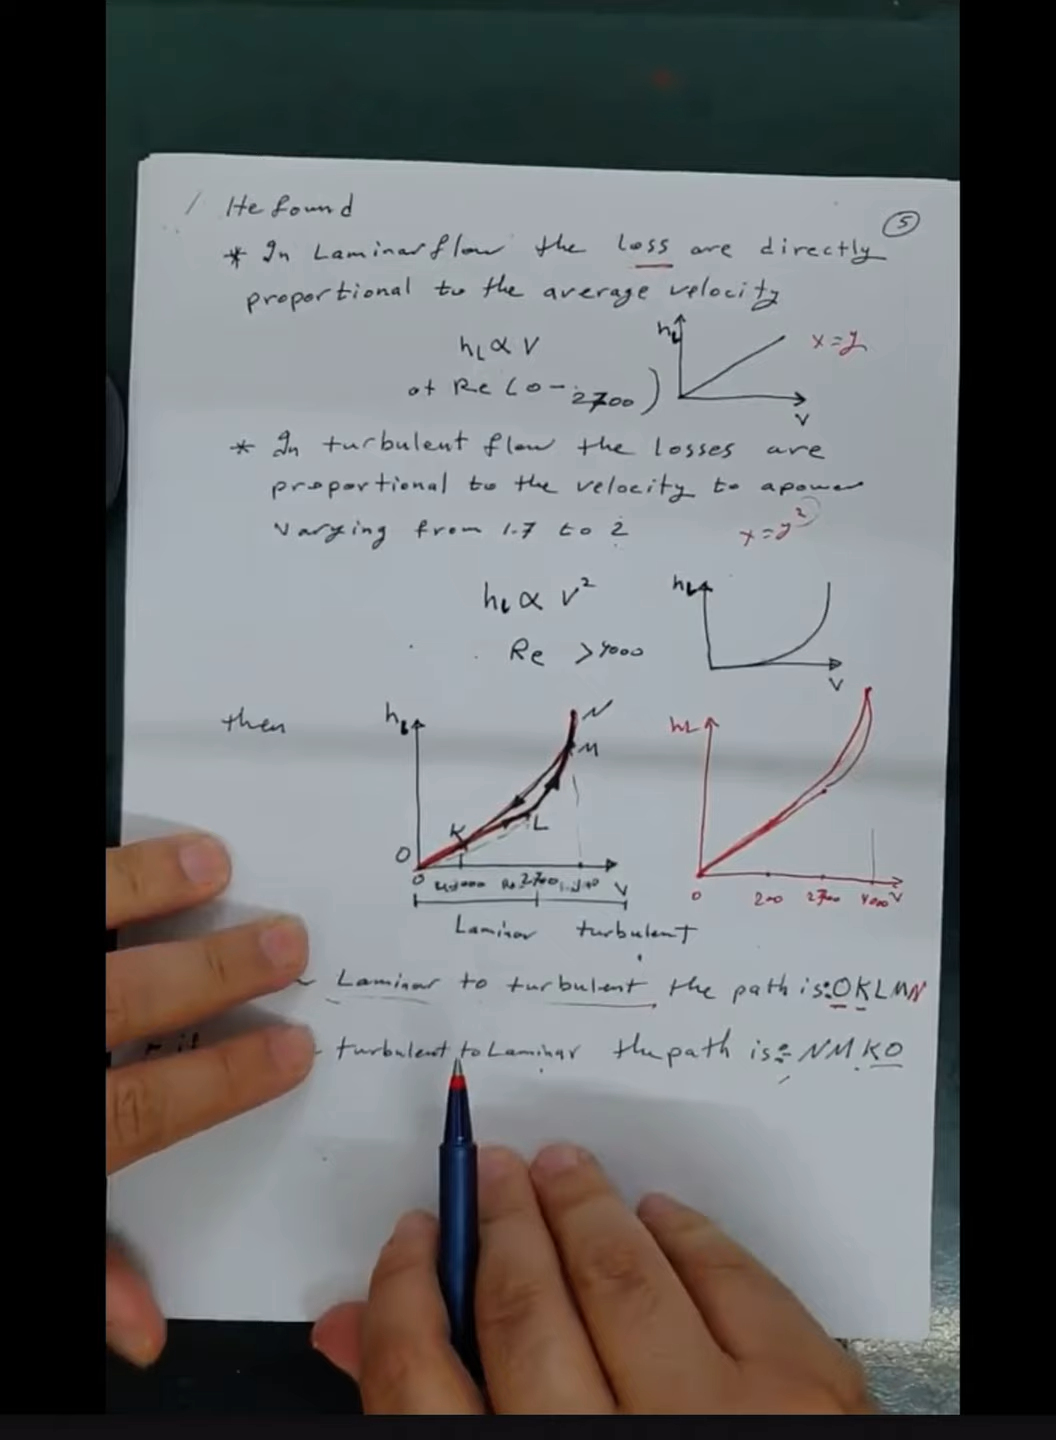 He found
5
* In Laminar flow the loss are directly
proportional to the average velocity
hL ∝ V
at Re (0 - 2700)
hL
V
x=y
* In turbulent flow the losses are
proportional to the velocity to a power
varying from 1.7 to 2
x=y²
hL ∝ V²
Re >4000
hL
V
then
hL
N
M
K
L
O
0
2700
V
Laminar turbulent
hL
0
200
2700
4000
V
Laminar to turbulent the path is: OKLMN
turbulent to Laminar the path is:- NMKO